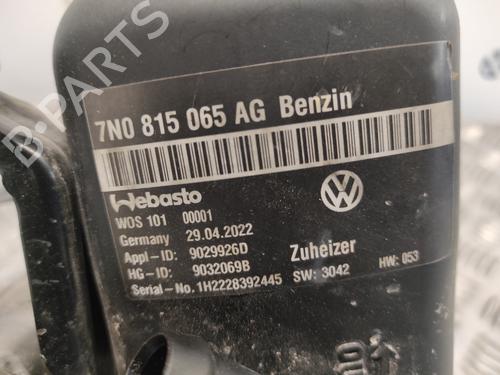 7N0 815 065 AG Benzin
Webasto
WOS 101 00001
Germany 29.04.2022
Appl-ID: 9029926D
HG-ID: 9032069B
Serial-No. 1H2228392445
Zuheizer
SW: 3042 HW: 053
B-PARTS